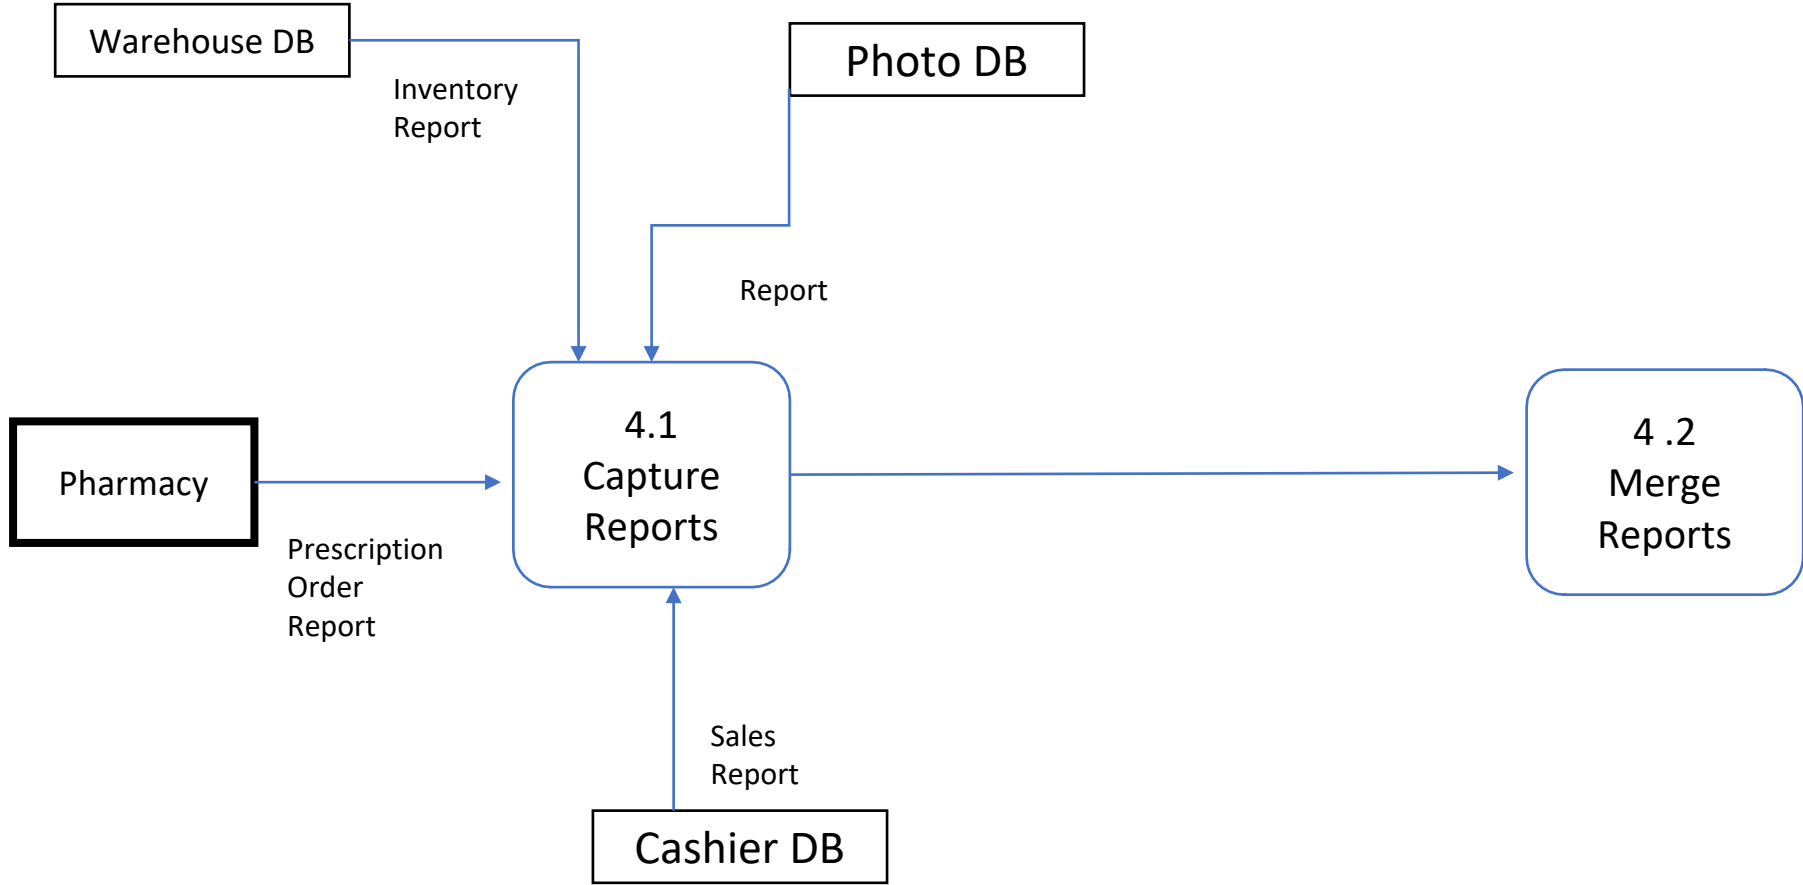 Warehouse DB
Photo DB
Inventory
Report
Report
Pharmacy
Prescription
Order
Report
4.1
Capture
Reports
4 .2
Merge
Reports
Sales
Report
Cashier DB